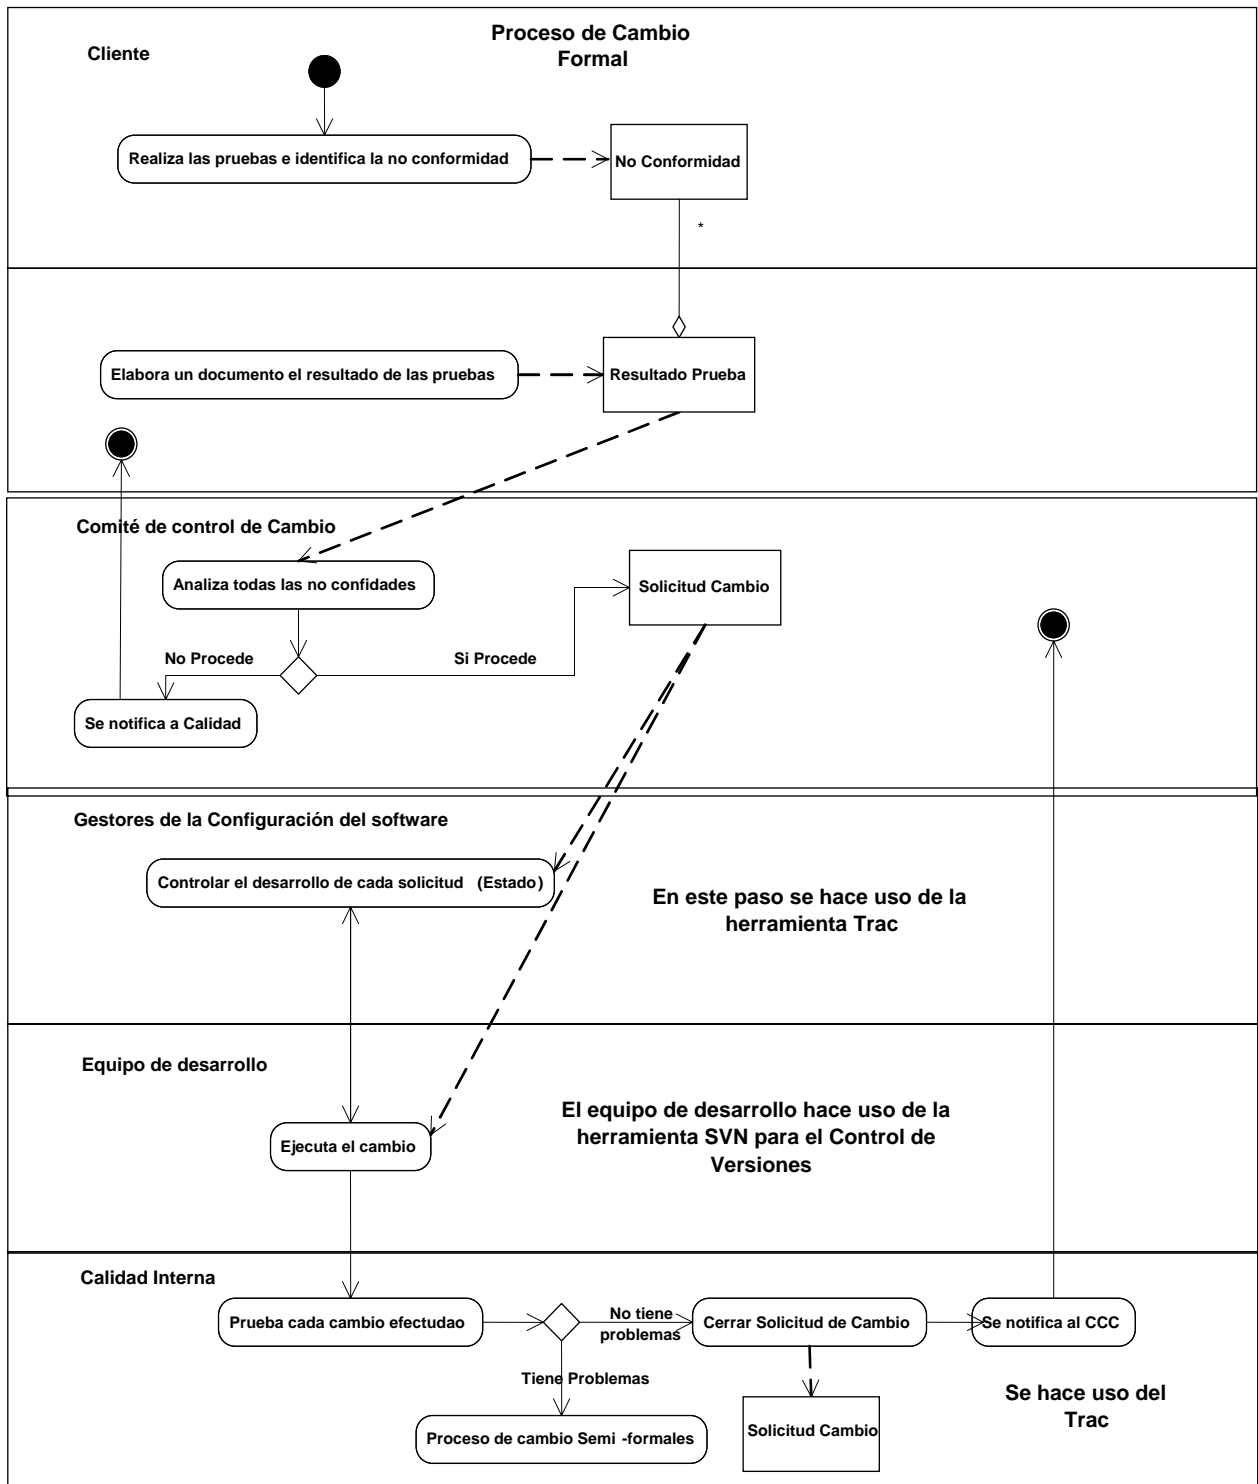 Proceso de Cambio
Formal
Cliente
Realiza las pruebas e identifica la no conformidad
No Conformidad
*
Elabora un documento el resultado de las pruebas
Resultado Prueba
Comité de control de Cambio
Analiza todas las no confidades
Solicitud Cambio
No Procede
Si Procede
Se notifica a Calidad
Gestores de la Configuración del software
Controlar el desarrollo de cada solicitud (Estado)
En este paso se hace uso de la
herramienta Trac
Equipo de desarrollo
El equipo de desarrollo hace uso de la
herramienta SVN para el Control de
Versiones
Ejecuta el cambio
Calidad Interna
Prueba cada cambio efectudao
No tiene
problemas
Cerrar Solicitud de Cambio
Se notifica al CCC
Tiene Problemas
Proceso de cambio Semi -formales
Solicitud Cambio
Se hace uso del
Trac